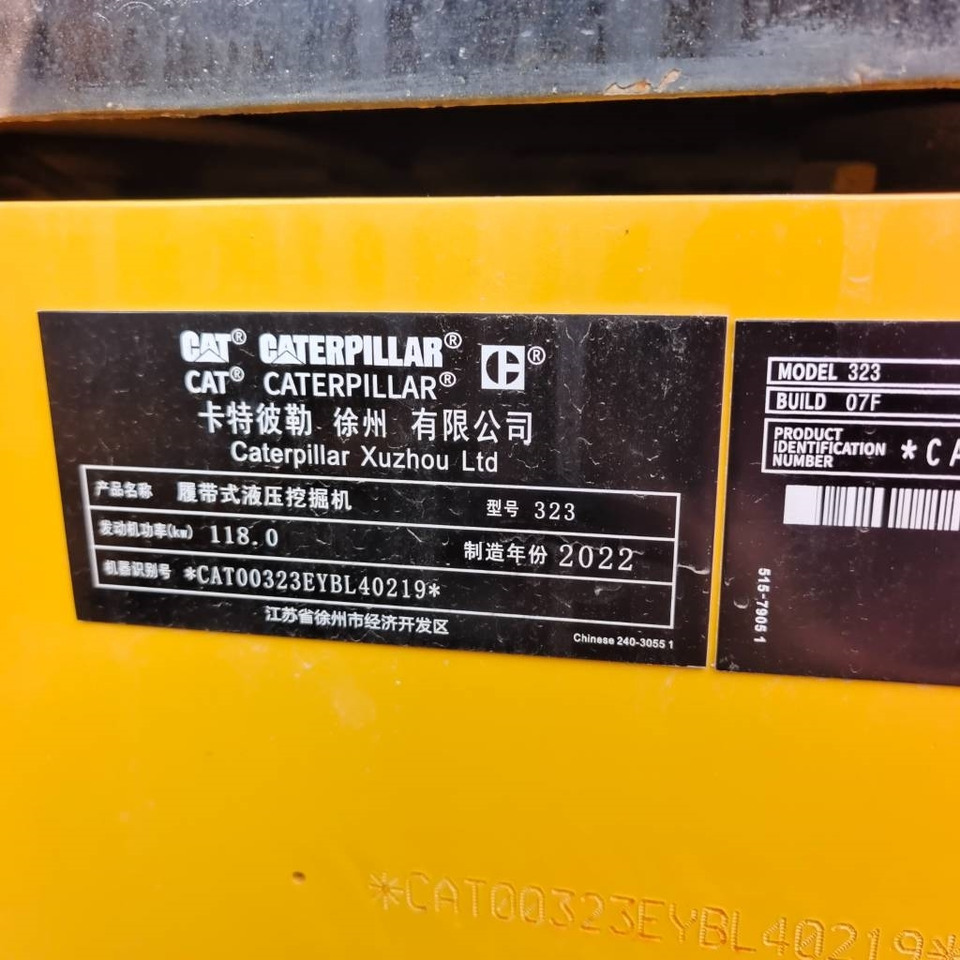 CAT® CATERPILLAR®
CAT® CATERPILLAR®
卡特彼勒 徐州 有限公司
Caterpillar Xuzhou Ltd
产品名称 履带式液压挖掘机 型号 323
发动机功率(kw) 118.0 制造年份 2022
机器识别号 *CAT00323EYBL40219*
江苏省徐州市经济开发区
Chinese 240-3055 1
MODEL 323
BUILD 07F
PRODUCT
IDENTIFICATION
NUMBER
*CA
515-7905 1
*CAT00323EYBL40219*